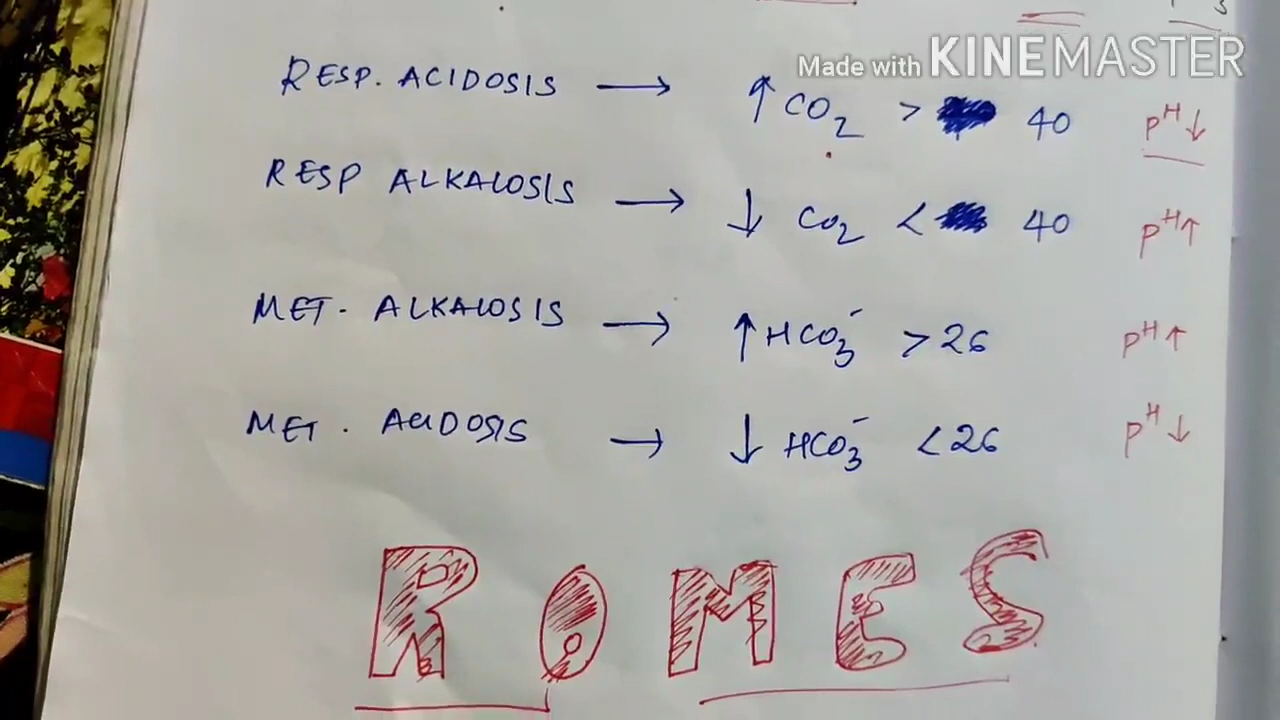 Made with KINEMASTER
RESP. ACIDOSIS → ↑ CO2 > 40 pH↓
RESP ALKALOSIS → ↓ CO2 < 40 pH↑
MET. ALKALOSIS → ↑ HCO3⁻ > 26 pH↑
MET. ACIDOSIS → ↓ HCO3⁻ < 26 pH↓
ROMES